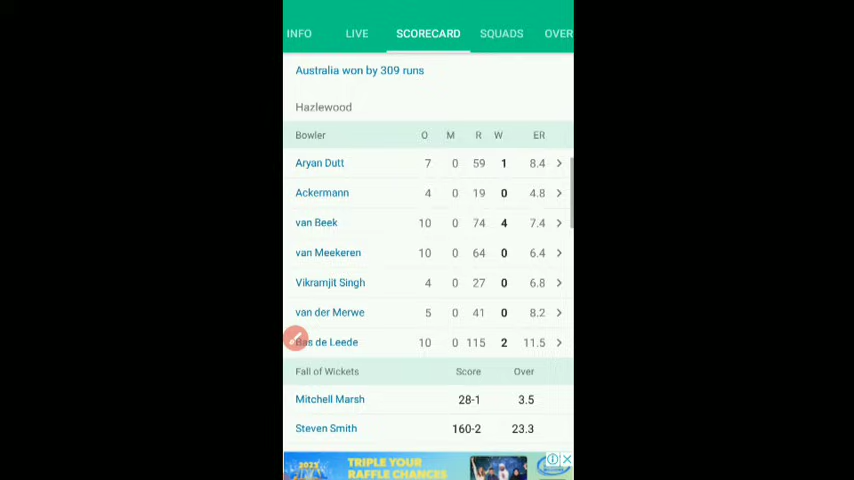 INFO LIVE SCORECARD SQUADS OVER
Australia won by 309 runs
Hazlewood
Bowler O M R W ER
Aryan Dutt 7 0 59 1 8.4
Ackermann 4 0 19 0 4.8
van Beek 10 0 74 4 7.4
van Meekeren 10 0 64 0 6.4
Vikramjit Singh 4 0 27 0 6.8
van der Merwe 5 0 41 0 8.2
Bas de Leede 10 0 115 2 11.5
Fall of Wickets Score Over
Mitchell Marsh 28-1 3.5
Steven Smith 160-2 23.3
TRIPLE YOUR
RAFFLE CHANCES